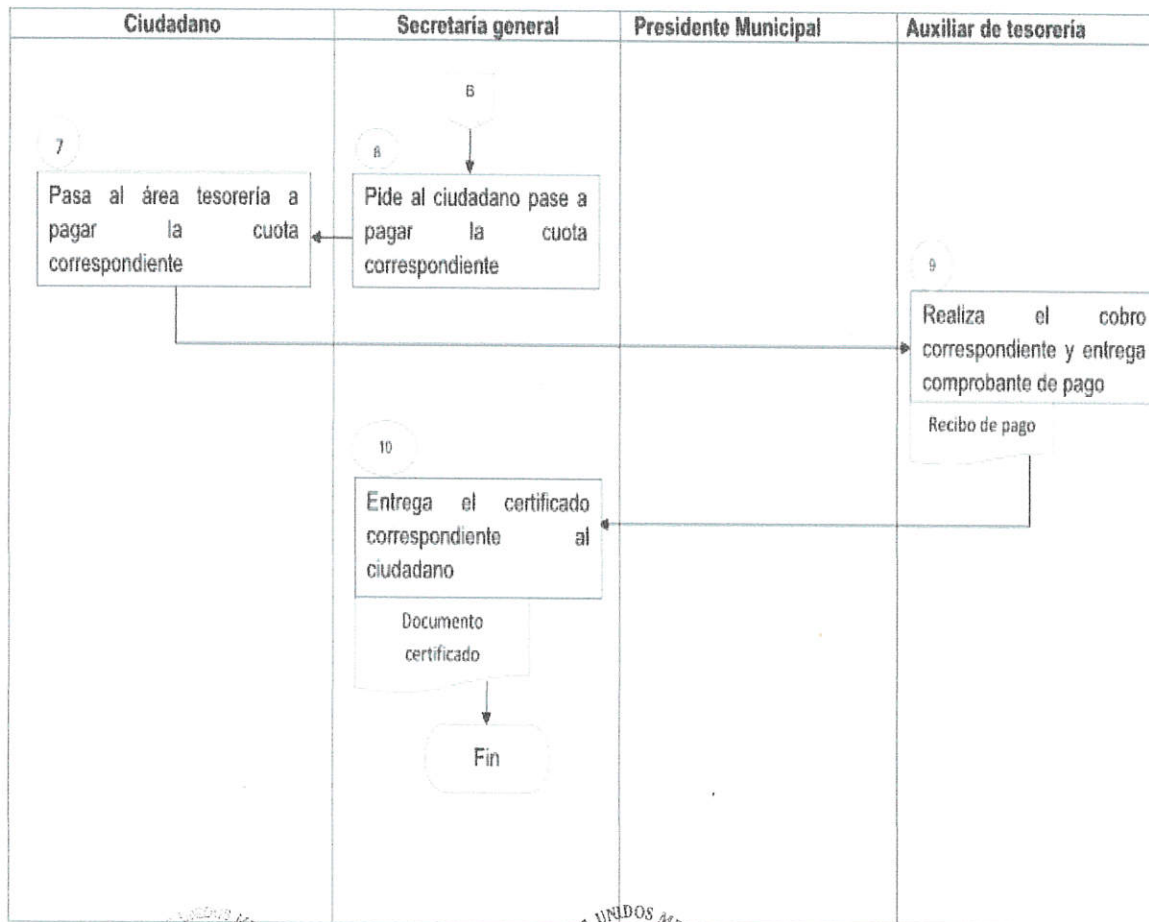 Ciudadano
Secretaría general
Presidente Municipal
Auxiliar de tesorería
B
7
8
Pasa al área tesorería a
pagar la cuota
correspondiente
Pide al ciudadano pase a
pagar la cuota
correspondiente
9
Realiza el cobro
correspondiente y entrega
comprobante de pago
Recibo de pago
10
Entrega el certificado
correspondiente al
ciudadano
Documento
certificado
Fin
UNIDOS